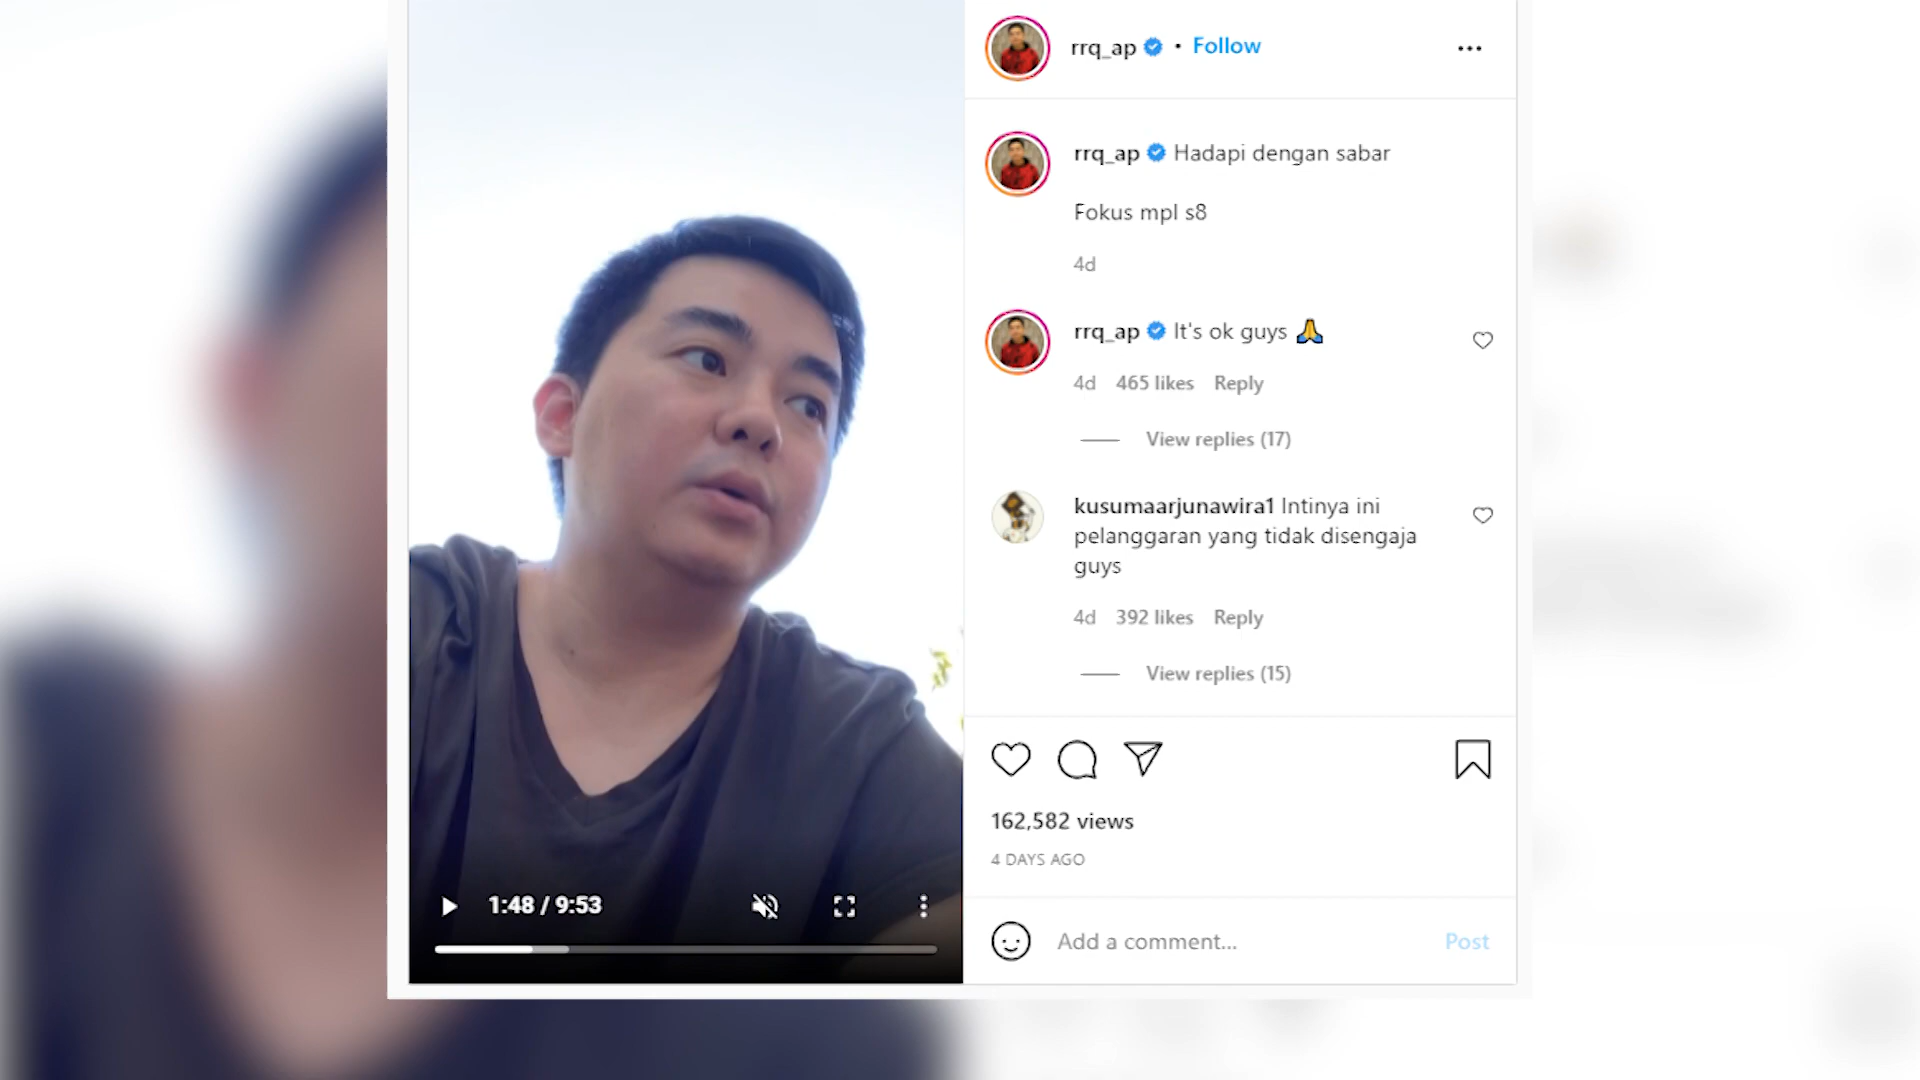 rrq_ap • Follow
rrq_ap Hadapi dengan sabar
Fokus mpl s8
4d
rrq_ap It's ok guys 🙏
4d 465 likes Reply
View replies (17)
kusumaarjunawira1 Intinya ini
pelanggaran yang tidak disengaja
guys
4d 392 likes Reply
View replies (15)
162,582 views
4 DAYS AGO
1:48 / 9:53
Add a comment... Post